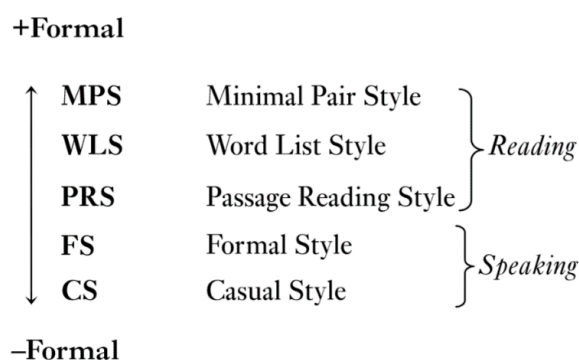 +Formal
MPS Minimal Pair Style
WLS Word List Style
Reading
PRS Passage Reading Style
FS Formal Style
Speaking
CS Casual Style
–Formal